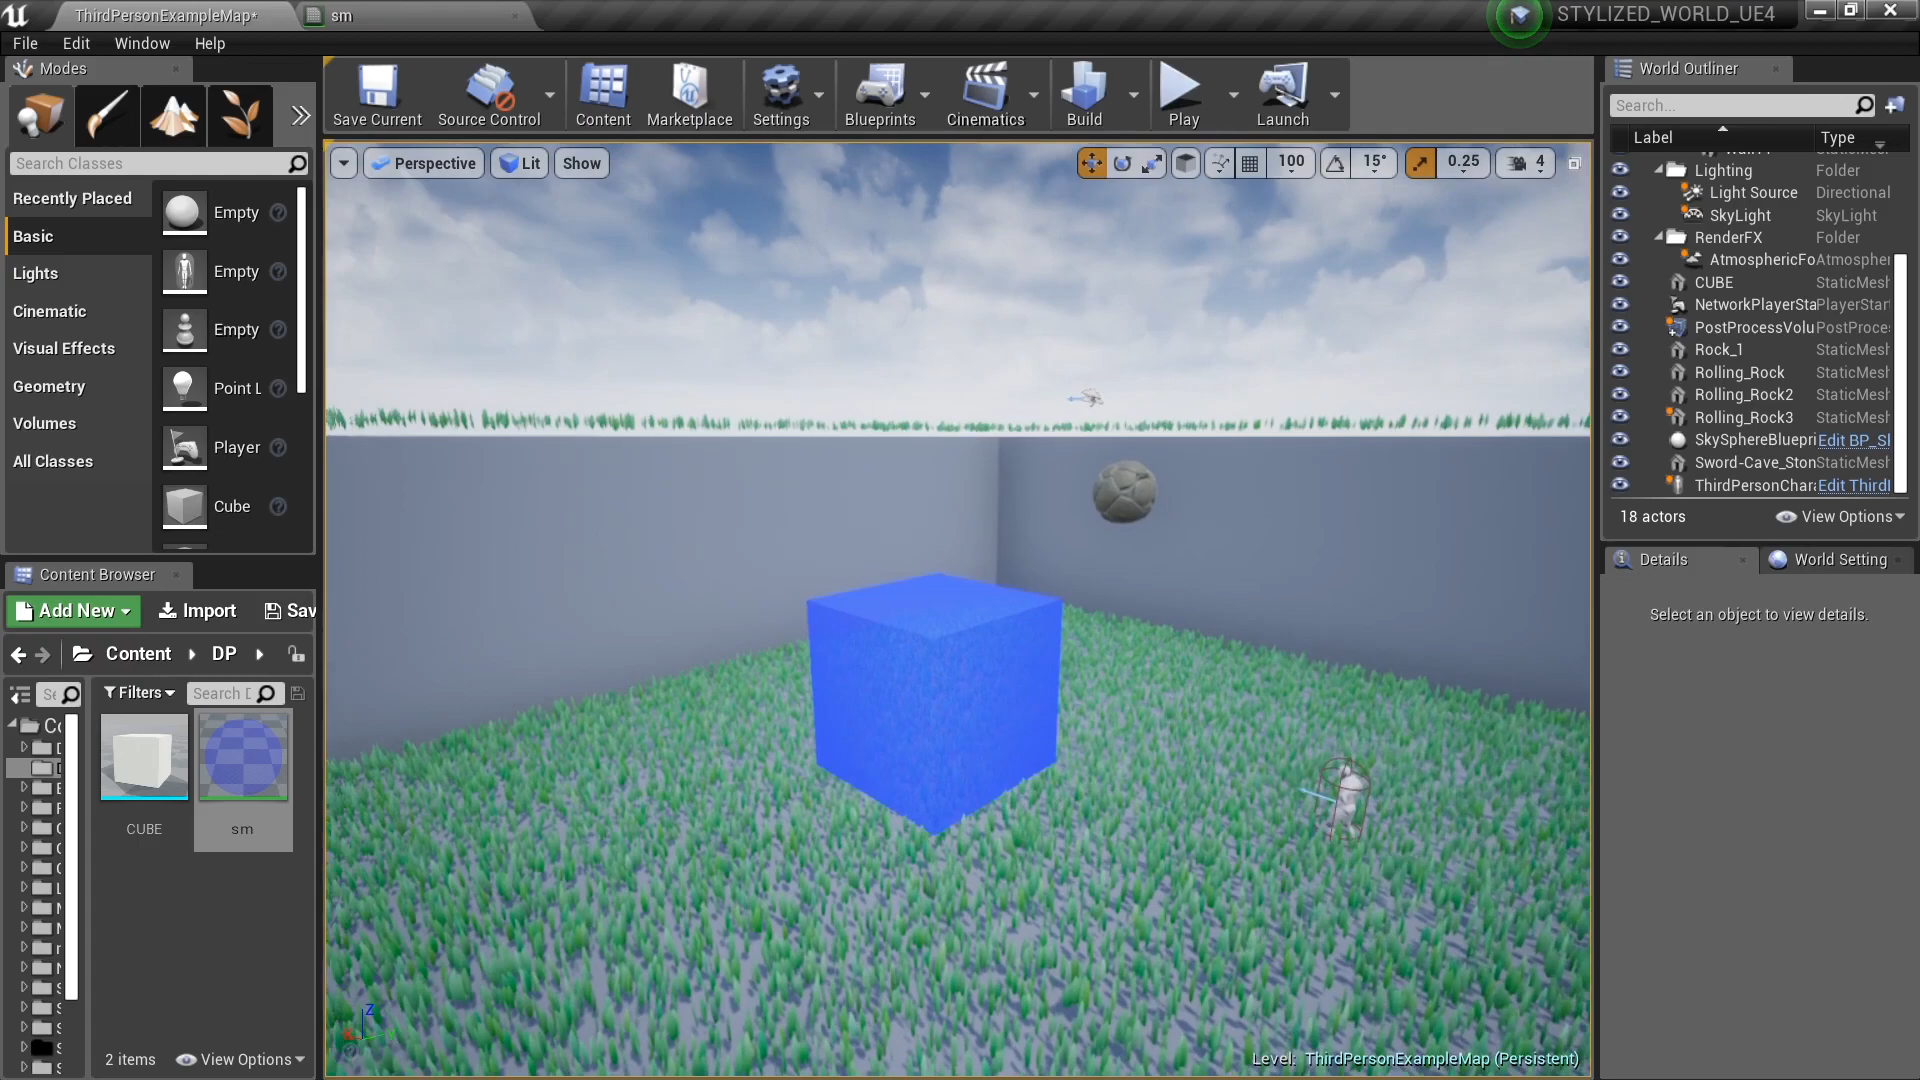 ThirdPersonExampleMap*
sm
STYLIZED_WORLD_UE4
File
Edit
Window
Help
Modes
Search Classes
Recently Placed
Basic
Lights
Cinematic
Visual Effects
Geometry
Volumes
All Classes
Empty
Empty
Empty
Point L
Player
Cube
Save Current
Source Control
Content
Marketplace
Settings
Blueprints
Cinematics
Build
Play
Launch
Perspective
Lit
Show
100
15°
0.25
4
Level: ThirdPersonExampleMap (Persistent)
Z
Content Browser
Add New
Import
Sav
Content
DP
Filters
Search D
CUBE
sm
2 items
View Options
World Outliner
Search...
Label
Type
Lighting
Folder
Light Source
Directional
SkyLight
SkyLight
RenderFX
Folder
AtmosphericFo
Atmospher
CUBE
StaticMesh
NetworkPlayerSta
PlayerStart
PostProcessVolu
PostProces
Rock_1
StaticMesh
Rolling_Rock
StaticMesh
Rolling_Rock2
StaticMesh
Rolling_Rock3
StaticMesh
SkySphereBluepri
Edit BP_Sk
Sword-Cave_Ston
StaticMesh
ThirdPersonChara
Edit ThirdP
18 actors
View Options
Details
World Setting
Select an object to view details.